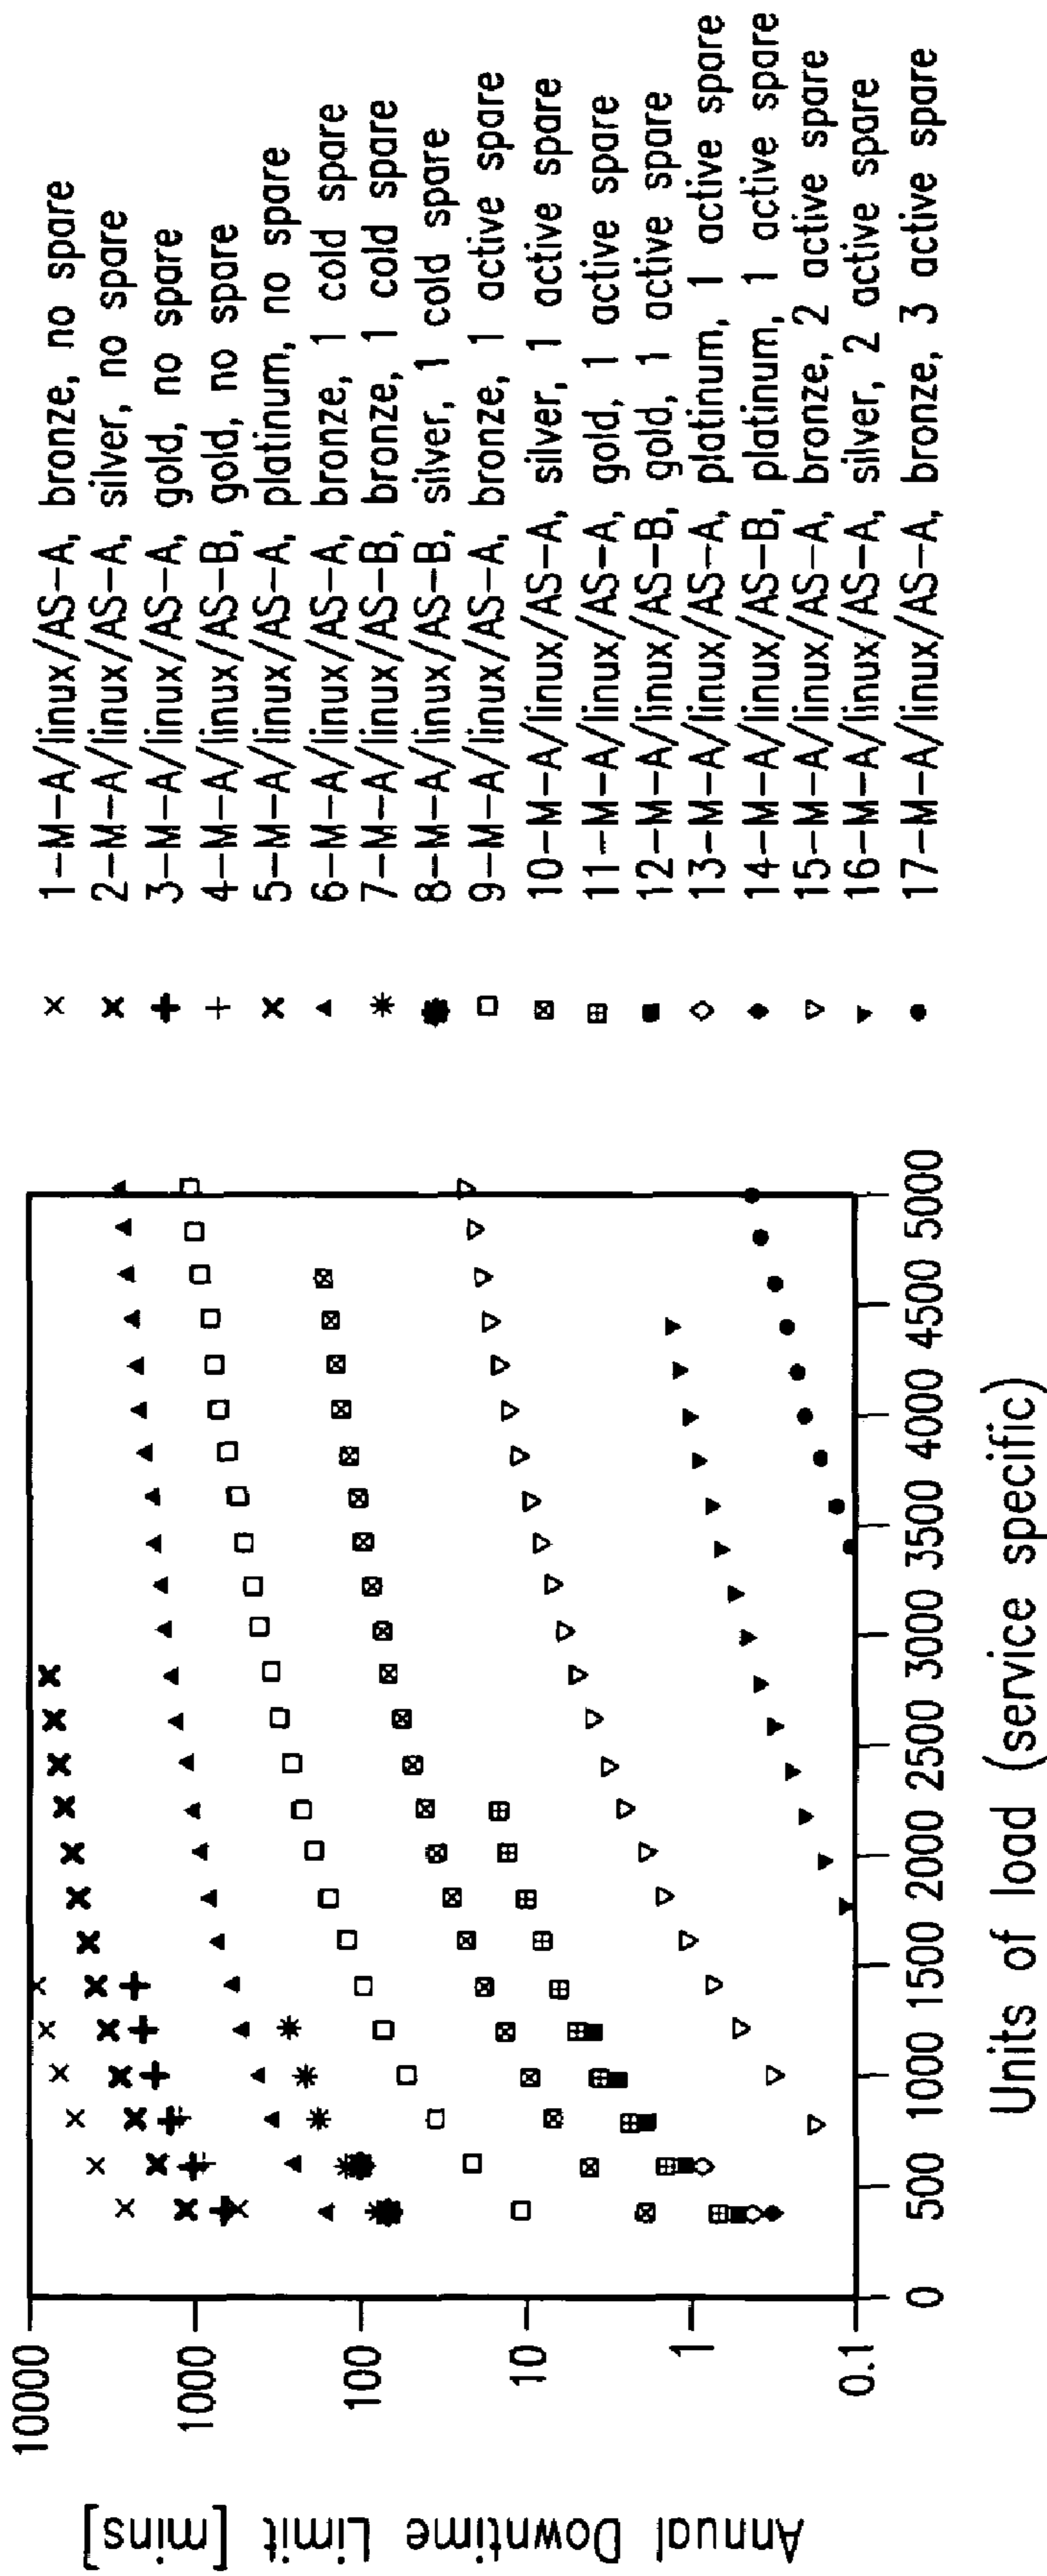 Annual Downtime Limit [mins]
10000
1000
100
10
1
0.1
0 500 1000 1500 2000 2500 3000 3500 4000 4500 5000
Units of load (service specific)
1-M-A/linux/AS-A, bronze, no spare
2-M-A/linux/AS-A, silver, no spare
3-M-A/linux/AS-A, gold, no spare
4-M-A/linux/AS-B, gold, no spare
5-M-A/linux/AS-A, platinum, no spare
6-M-A/linux/AS-A, bronze, 1 cold spare
7-M-A/linux/AS-B, bronze, 1 cold spare
8-M-A/linux/AS-B, silver, 1 cold spare
9-M-A/linux/AS-A, bronze, 1 active spare
10-M-A/linux/AS-A, silver, 1 active spare
11-M-A/linux/AS-A, gold, 1 active spare
12-M-A/linux/AS-B, gold, 1 active spare
13-M-A/linux/AS-A, platinum, 1 active spare
14-M-A/linux/AS-B, platinum, 1 active spare
15-M-A/linux/AS-A, bronze, 2 active spare
16-M-A/linux/AS-A, silver, 2 active spare
17-M-A/linux/AS-A, bronze, 3 active spare